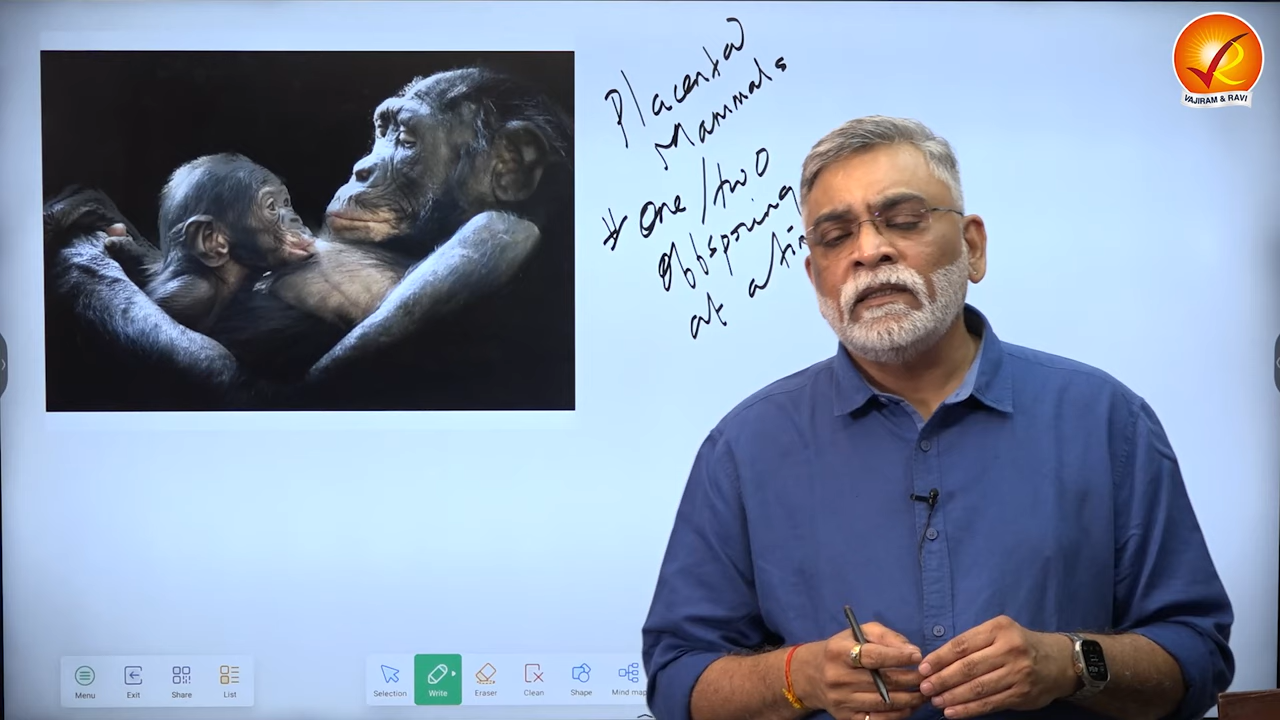 Placental
Mammals
# One/two
offspring
at a tim
VAJIRAM & RAVI
Menu
Exit
Share
List
Selection
Write
Eraser
Clean
Shape
Mind map